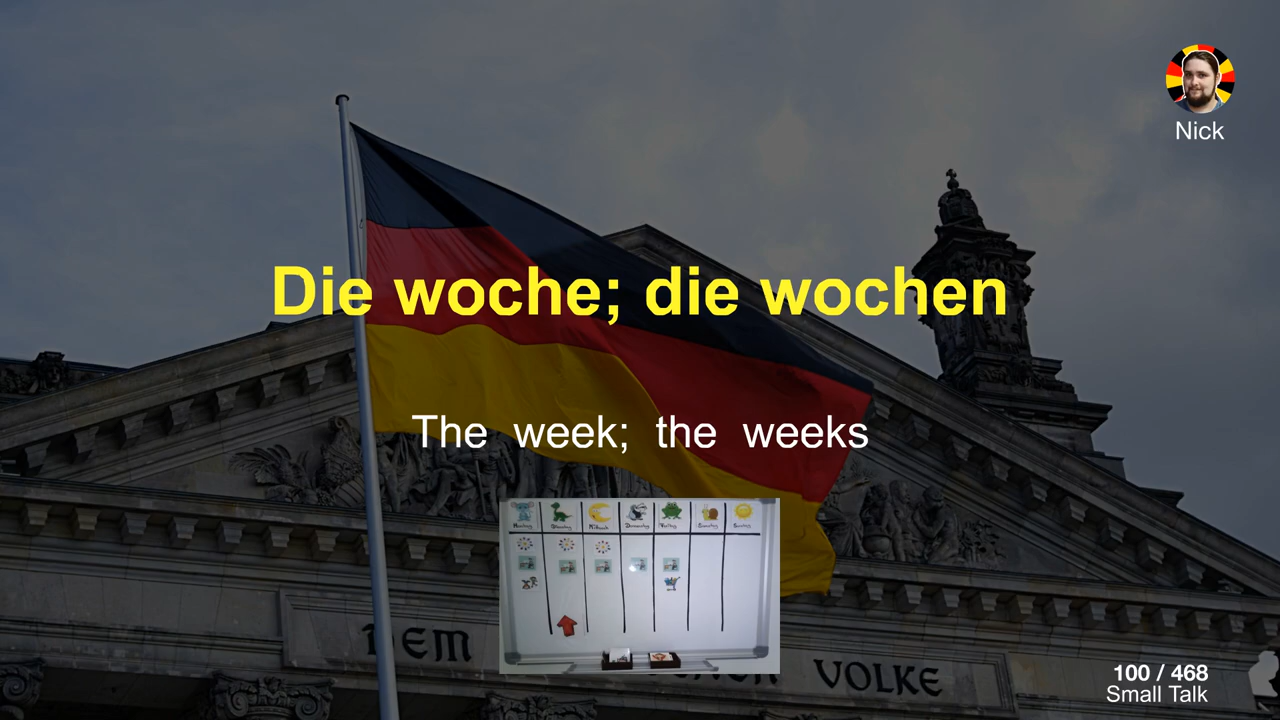 Nick
Die woche; die wochen
The week; the weeks
DEM
VOLKE
100 / 468
Small Talk